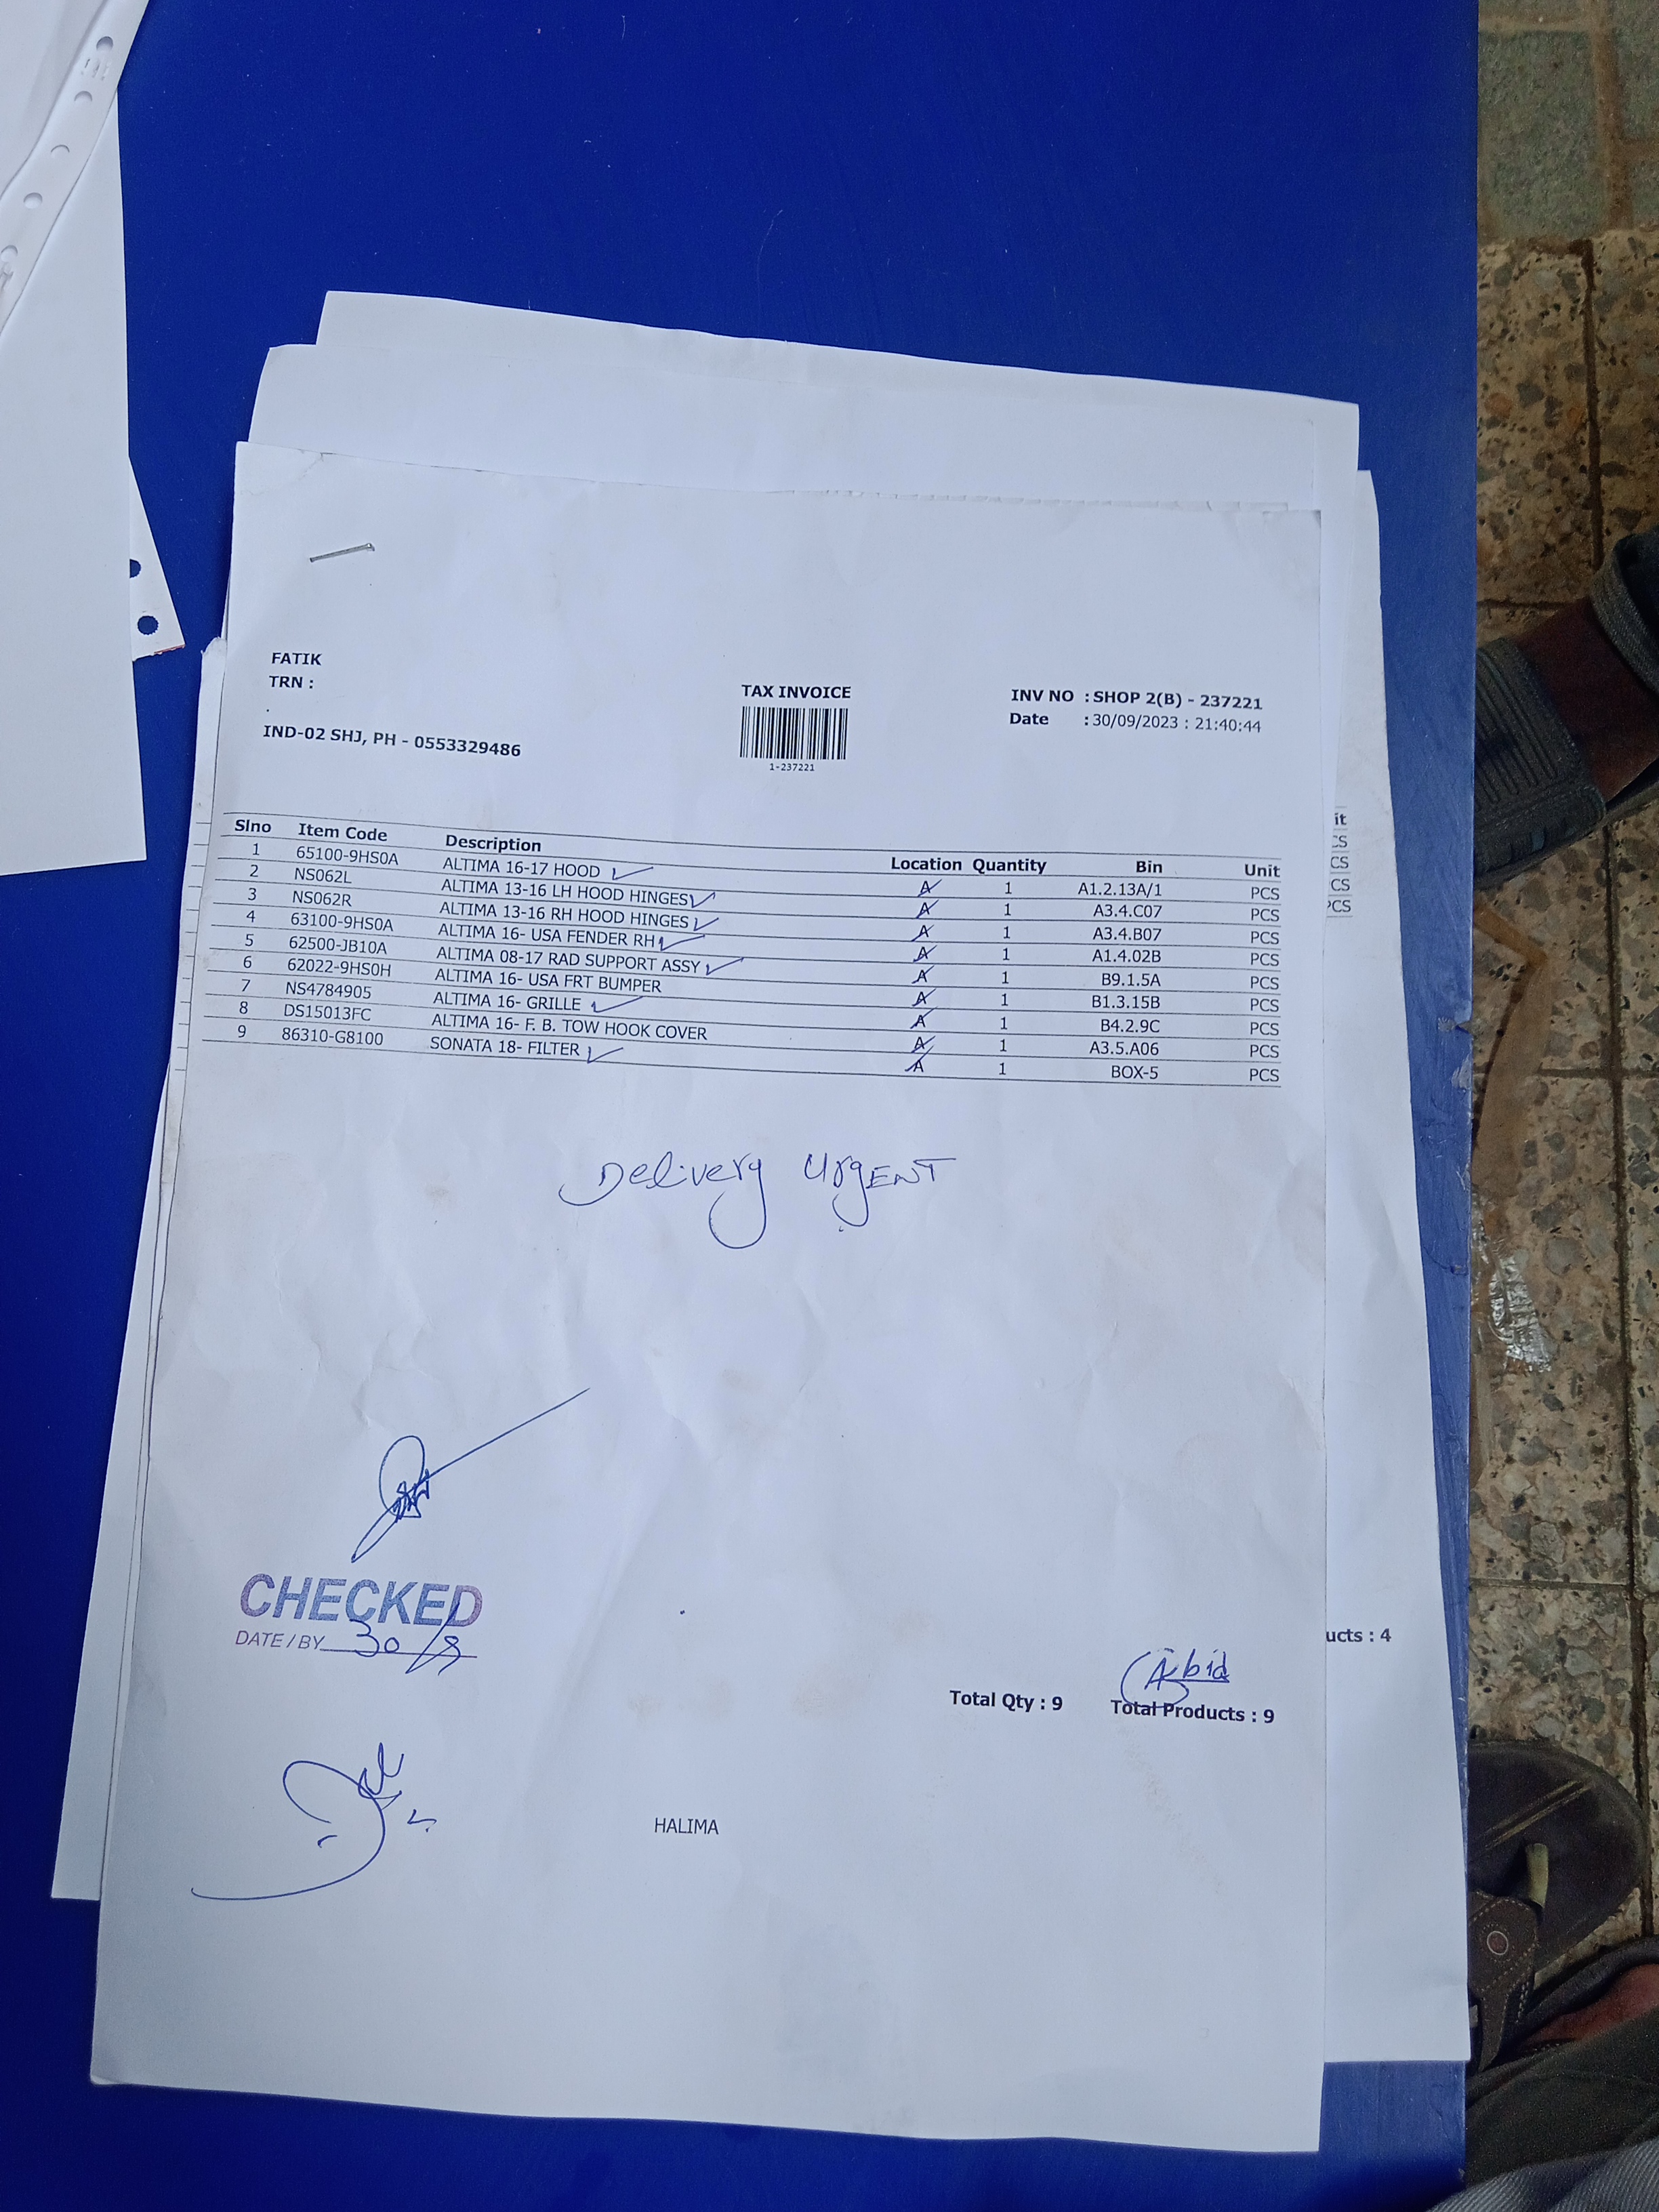 FATIK
TRN :
.
IND-02 SHJ, PH - 0553329486
TAX INVOICE
1-237221
INV NO : SHOP 2(B) - 237221
Date : 30/09/2023 : 21:40:44
Slno Item Code Description Location Quantity Bin Unit
1 65100-9HS0A ALTIMA 16-17 HOOD A 1 A1.2.13A/1 PCS
2 NS062L ALTIMA 13-16 LH HOOD HINGES A 1 A3.4.C07 PCS
3 NS062R ALTIMA 13-16 RH HOOD HINGES A 1 A3.4.B07 PCS
4 63100-9HS0A ALTIMA 16- USA FENDER RH A 1 A1.4.02B PCS
5 62500-JB10A ALTIMA 08-17 RAD SUPPORT ASSY A 1 B9.1.5A PCS
6 62022-9HS0H ALTIMA 16- USA FRT BUMPER A 1 B1.3.15B PCS
7 NS4784905 ALTIMA 16- GRILLE A 1 B4.2.9C PCS
8 DS15013FC ALTIMA 16- F. B. TOW HOOK COVER A 1 A3.5.A06 PCS
9 86310-G8100 SONATA 18- FILTER A 1 BOX-5 PCS
it
CS
CS
CS
PCS
Delivery UrgENT
CHECKED
DATE / BY 30/9
ucts : 4
Abid
Total Qty : 9 Total Products : 9
HALIMA